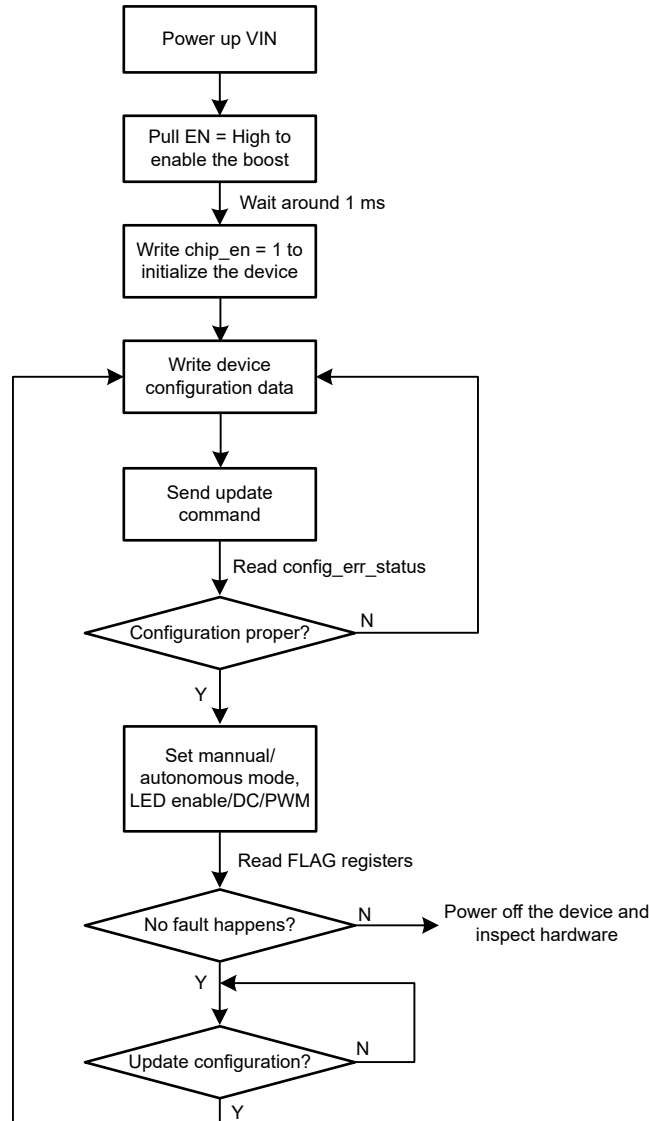 Power up VIN
Pull EN = High to
enable the boost
Wait around 1 ms
Write chip_en = 1 to
initialize the device
Write device
configuration data
Send update
command
Read config_err_status
Configuration proper?
N
Y
Set mannual/
autonomous mode,
LED enable/DC/PWM
Read FLAG registers
No fault happens?
N
Power off the device and
inspect hardware
Y
Update configuration?
N
Y